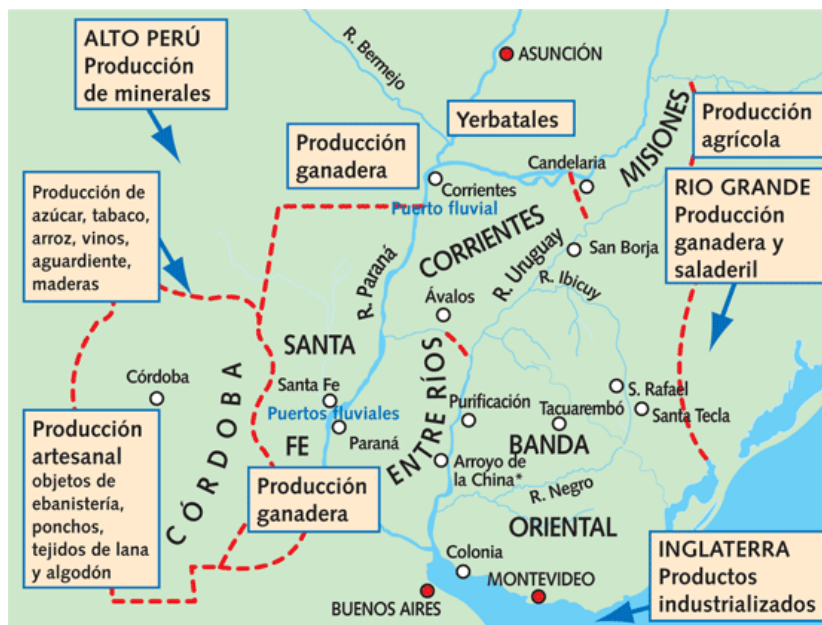 ALTO PERÚ
Producción
de minerales
R. Bermejo
ASUNCIÓN
Yerbatales
Producción
ganadera
Producción
agrícola
MISIONES
Candelaria
Corrientes
Puerto fluvial
Producción de
azúcar, tabaco,
arroz, vinos,
aguardiente,
maderas
RIO GRANDE
Producción
ganadera y
saladeril
CORRIENTES
R. Uruguay
San Borja
R. Ibicuy
R. Paraná
Ávalos
SANTA
FE
Santa Fe
Puertos fluviales
Paraná
ENTRE RÍOS
Purificación
Tacuarembó
S. Rafael
Santa Tecla
Córdoba
CÓRDOBA
Producción
artesanal
objetos de
ebanistería,
ponchos,
tejidos de lana
y algodón
BANDA
ORIENTAL
Arroyo de
la China*
R. Negro
Producción
ganadera
Colonia
MONTEVIDEO
BUENOS AIRES
INGLATERRA
Productos
industrializados